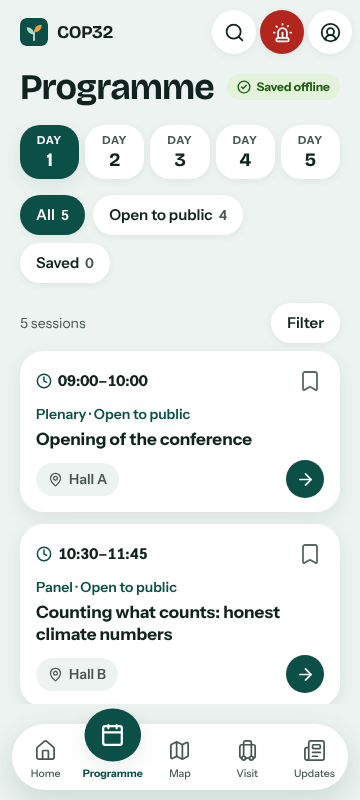 COP32
Programme
Saved offline
DAY 1
DAY 2
DAY 3
DAY 4
DAY 5
All 5
Open to public 4
Saved 0
5 sessions
Filter
09:00–10:00
Plenary · Open to public
Opening of the conference
Hall A
10:30–11:45
Panel · Open to public
Counting what counts: honest
climate numbers
Hall B
Home
Programme
Map
Visit
Updates